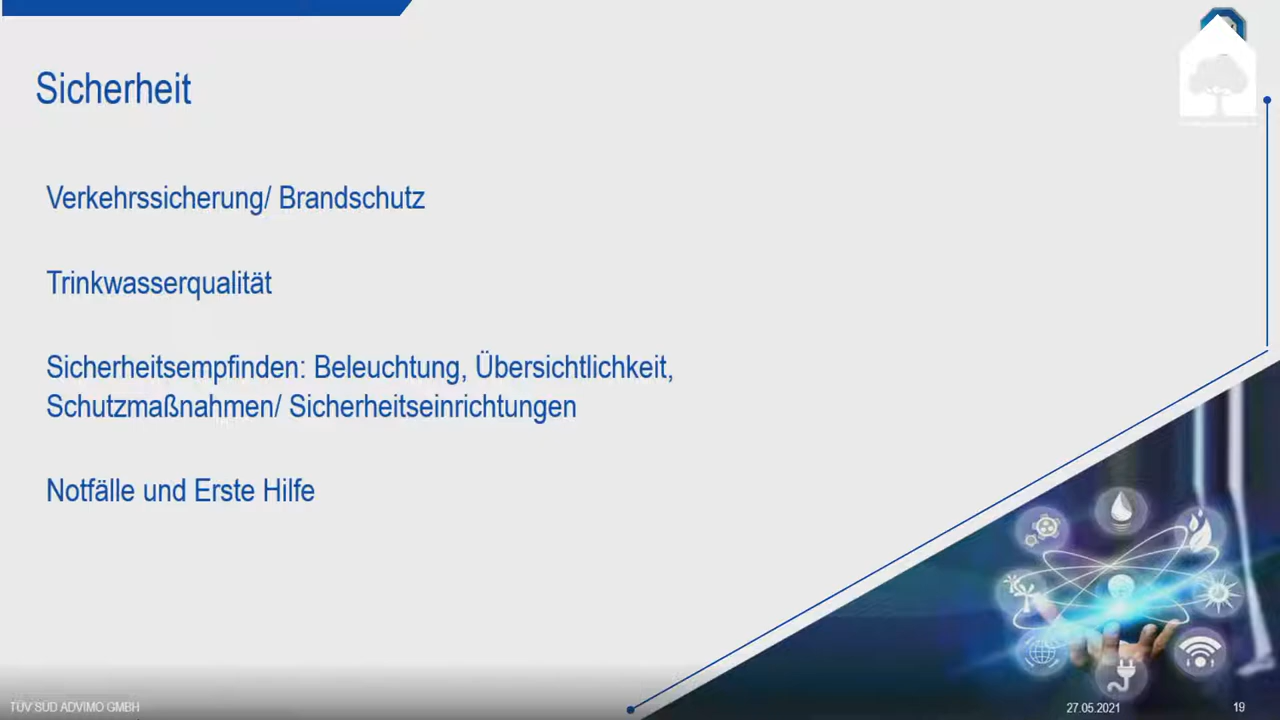 Sicherheit
Verkehrssicherung/ Brandschutz
Trinkwasserqualität
Sicherheitsempfinden: Beleuchtung, Übersichtlichkeit,
Schutzmaßnahmen/ Sicherheitseinrichtungen
Notfälle und Erste Hilfe
TÜV SÜD ADVIMO GMBH
27.05.2021
19